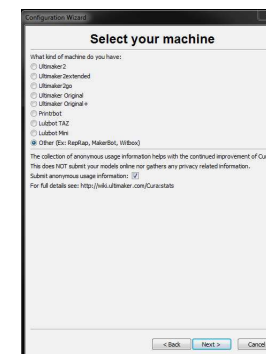 Configuration Wizard
Select your machine
What kind of machine do you have:
Ultimaker2
Ultimaker2extended
Ultimaker2go
Ultimaker Original
Ultimaker Original+
Printrbot
Lulzbot TAZ
Lulzbot Mini
Other (Ex: RepRap, MakerBot, Witbox)
The collection of anonymous usage information helps with the continued improvement of Cur
This does NOT submit your models online nor gathers any privacy related information.
Submit anonymous usage information:
For full details see: http://wiki.ultimaker.com/Cura:stats
< Back Next > Cancel